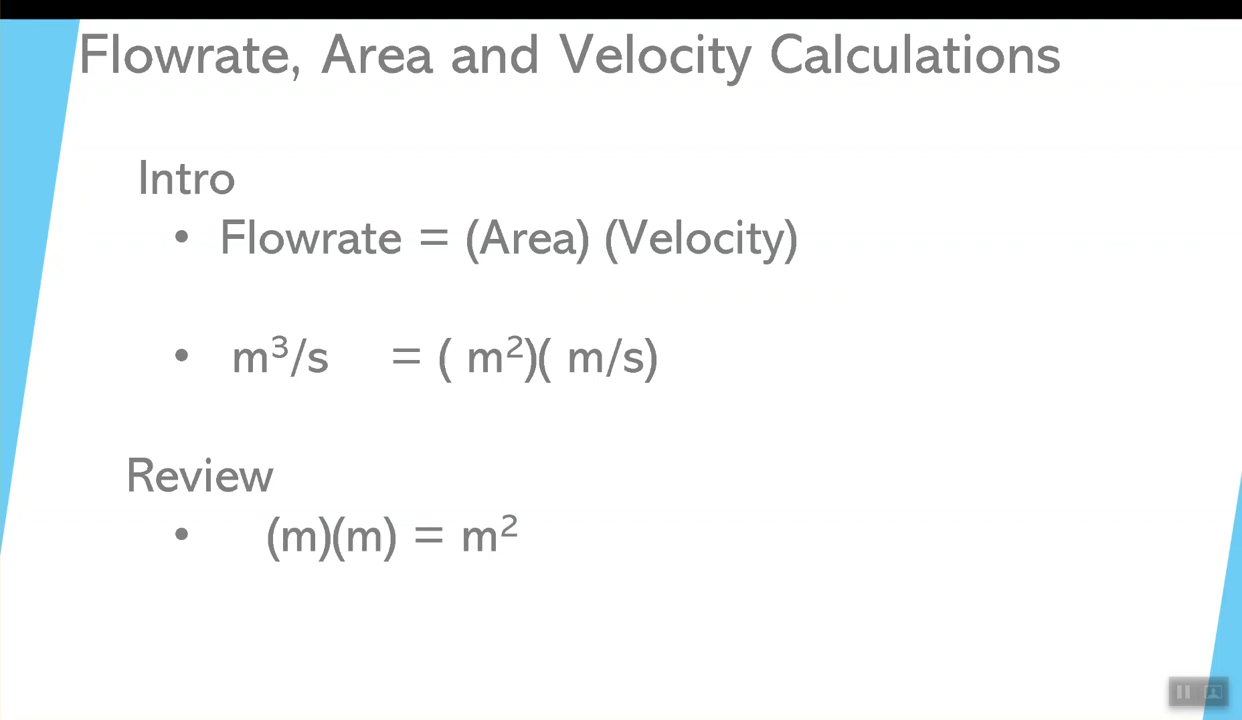 Flowrate, Area and Velocity Calculations
Intro
• Flowrate = (Area) (Velocity)
• m³/s = ( m²)( m/s)
Review
• (m)(m) = m²